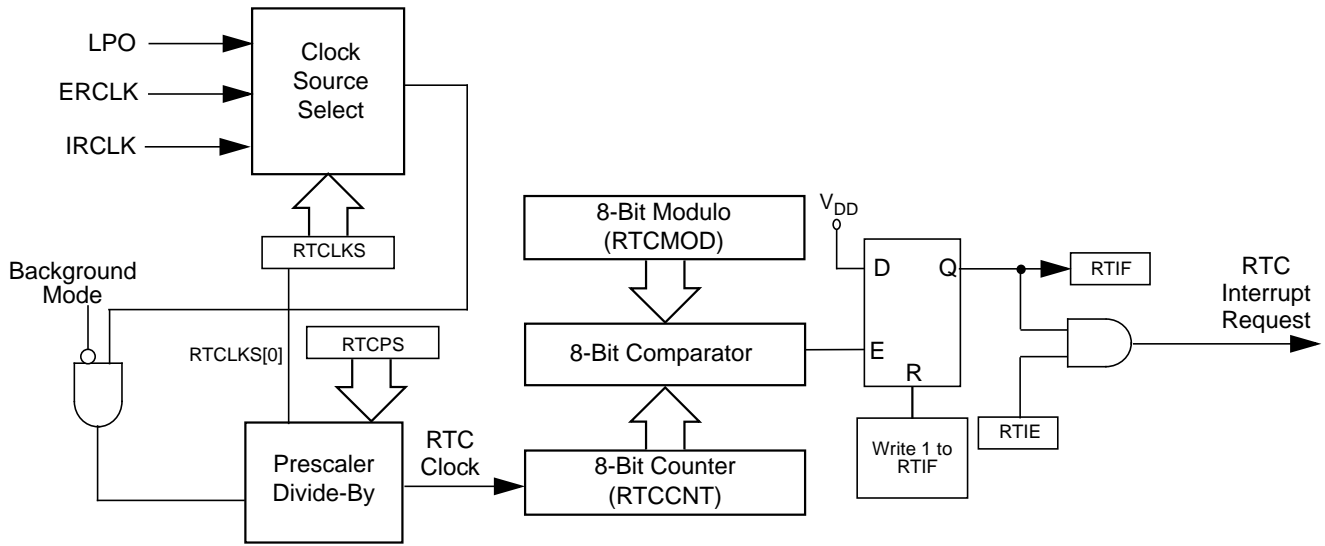 LPO
ERCLK
IRCLK
Clock
Source
Select
RTCLKS
Background
Mode
RTCLKS[0]
RTCPS
Prescaler
Divide-By
RTC
Clock
8-Bit Modulo
(RTCMOD)
8-Bit Comparator
8-Bit Counter
(RTCCNT)
VDD
D
Q
E
R
Write 1 to
RTIF
RTIF
RTIE
RTC
Interrupt
Request